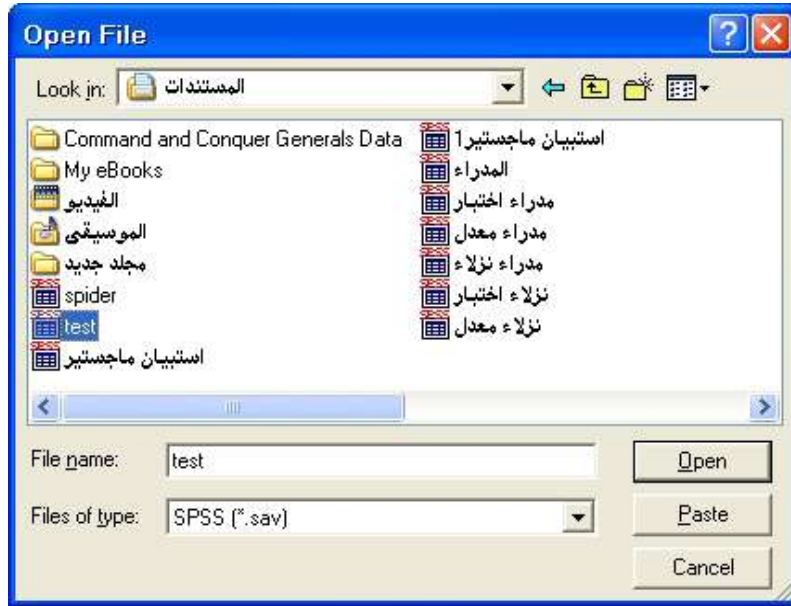 Open File
Look in: المستندات
Command and Conquer Generals Data
My eBooks
الفيديو
الموسيقى
مجلد جديد
spider
test
استبيان ماجستير
استبيان ماجستير1
المدراء
مدراء اختبار
مدراء معدل
مدراء نزلاء
نزلاء اختبار
نزلاء معدل
File name: test
Open
Files of type: SPSS (*.sav)
Paste
Cancel